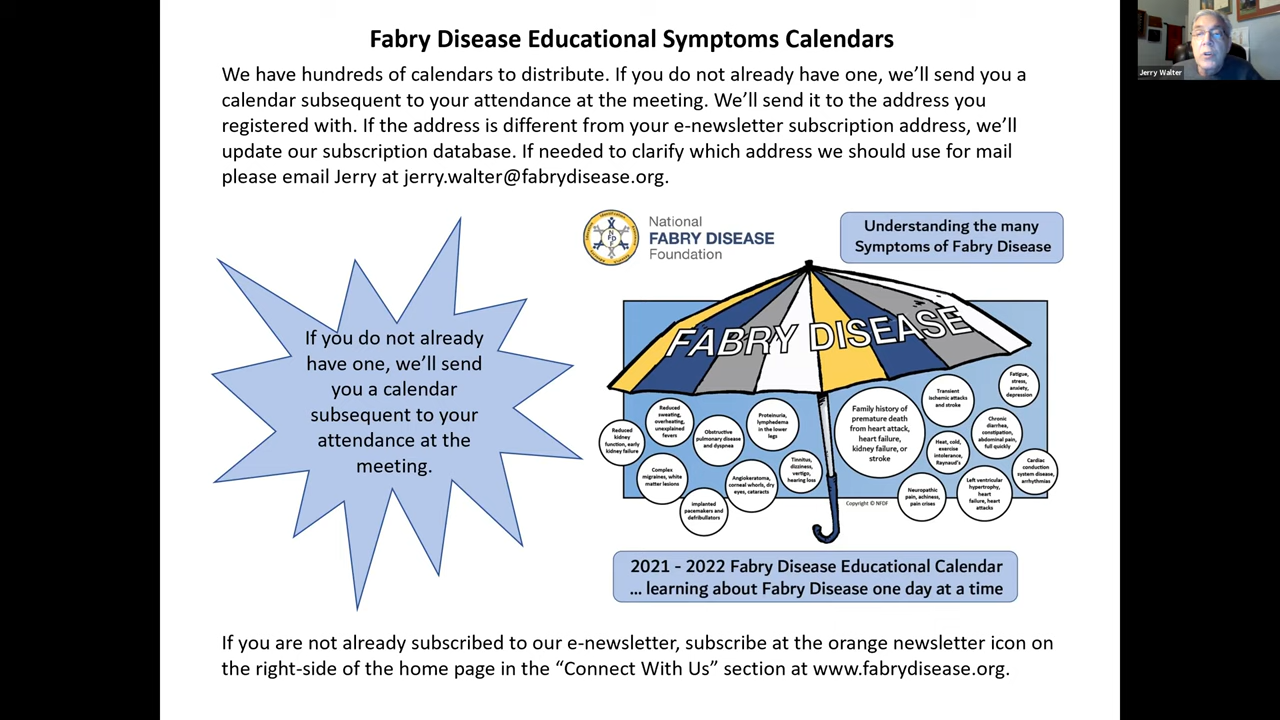 Fabry Disease Educational Symptoms Calendars
We have hundreds of calendars to distribute. If you do not already have one, we'll send you a
calendar subsequent to your attendance at the meeting. We'll send it to the address you
registered with. If the address is different from your e-newsletter subscription address, we'll
update our subscription database. If needed to clarify which address we should use for mail
please email Jerry at jerry.walter@fabrydisease.org.
Jerry Walter
If you do not already
have one, we'll send
you a calendar
subsequent to your
attendance at the
meeting.
National
FABRY DISEASE
Foundation
NFDF
Understanding the many
Symptoms of Fabry Disease
FABRY DISEASE
Reduced
kidney
function, early
kidney failure
Reduced
sweating,
overheating,
unexplained
fevers
Obstructive
pulmonary disease
and dyspnea
Proteinuria,
lymphedema
in the lower
legs
Complex
migraines, white
matter lesions
Angiokeratoma,
corneal whorls, dry
eyes, cataracts
Tinnitus,
dizziness,
vertigo,
hearing loss
Implanted
pacemakers and
defribullators
Family history of
premature death
from heart attack,
heart failure,
kidney failure, or
stroke
Transient
ischemic attacks
and stroke
Fatigue,
stress,
anxiety,
depression
Heat, cold,
exercise
intolerance,
Raynaud's
Chronic
diarrhea,
constipation,
abdominal pain,
full quickly
Neuropathic
pain, achiness,
pain crises
Left ventricular
hypertrophy,
heart
failure, heart
attacks
Cardiac
conduction
system disease,
arrhythmias
Copyright © NFDF
2021 - 2022 Fabry Disease Educational Calendar
... learning about Fabry Disease one day at a time
If you are not already subscribed to our e-newsletter, subscribe at the orange newsletter icon on
the right-side of the home page in the "Connect With Us" section at www.fabrydisease.org.